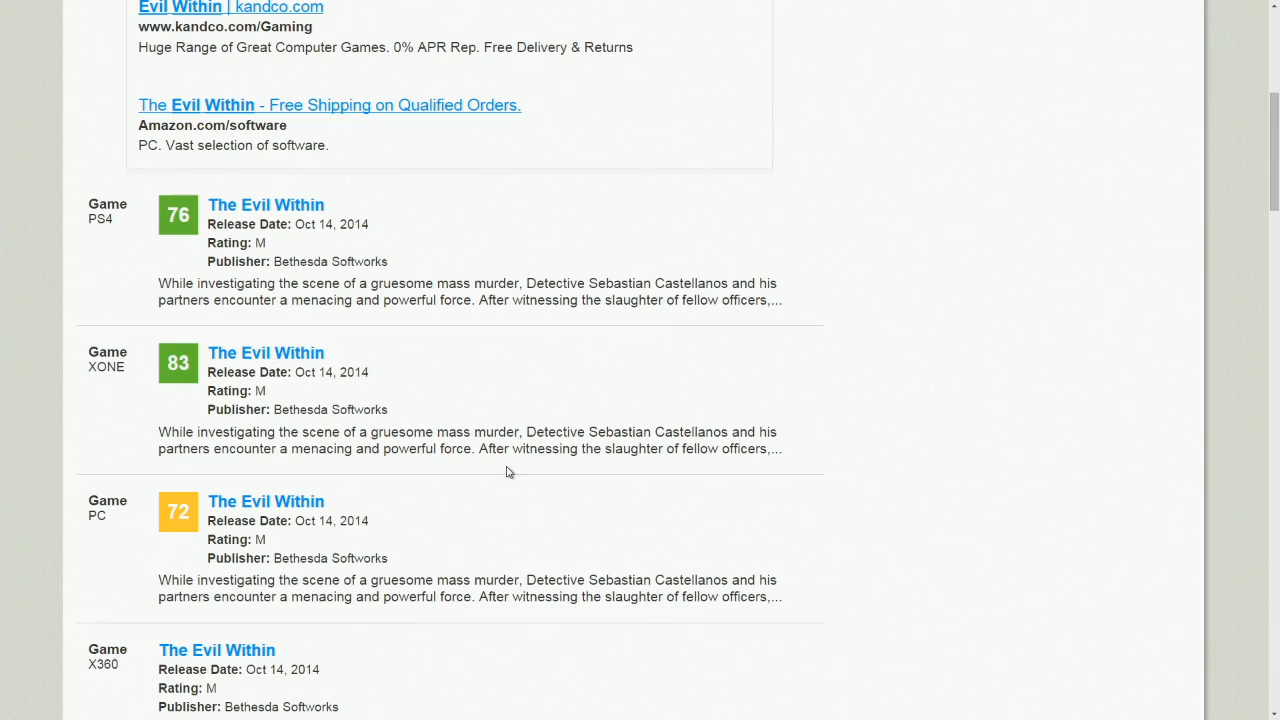 Evil Within | kandco.com
www.kandco.com/Gaming
Huge Range of Great Computer Games. 0% APR Rep. Free Delivery & Returns
The Evil Within - Free Shipping on Qualified Orders.
Amazon.com/software
PC. Vast selection of software.
Game
PS4
76
The Evil Within
Release Date: Oct 14, 2014
Rating: M
Publisher: Bethesda Softworks
While investigating the scene of a gruesome mass murder, Detective Sebastian Castellanos and his
partners encounter a menacing and powerful force. After witnessing the slaughter of fellow officers,...
Game
XONE
83
The Evil Within
Release Date: Oct 14, 2014
Rating: M
Publisher: Bethesda Softworks
While investigating the scene of a gruesome mass murder, Detective Sebastian Castellanos and his
partners encounter a menacing and powerful force. After witnessing the slaughter of fellow officers,...
Game
PC
72
The Evil Within
Release Date: Oct 14, 2014
Rating: M
Publisher: Bethesda Softworks
While investigating the scene of a gruesome mass murder, Detective Sebastian Castellanos and his
partners encounter a menacing and powerful force. After witnessing the slaughter of fellow officers,...
Game
X360
The Evil Within
Release Date: Oct 14, 2014
Rating: M
Publisher: Bethesda Softworks